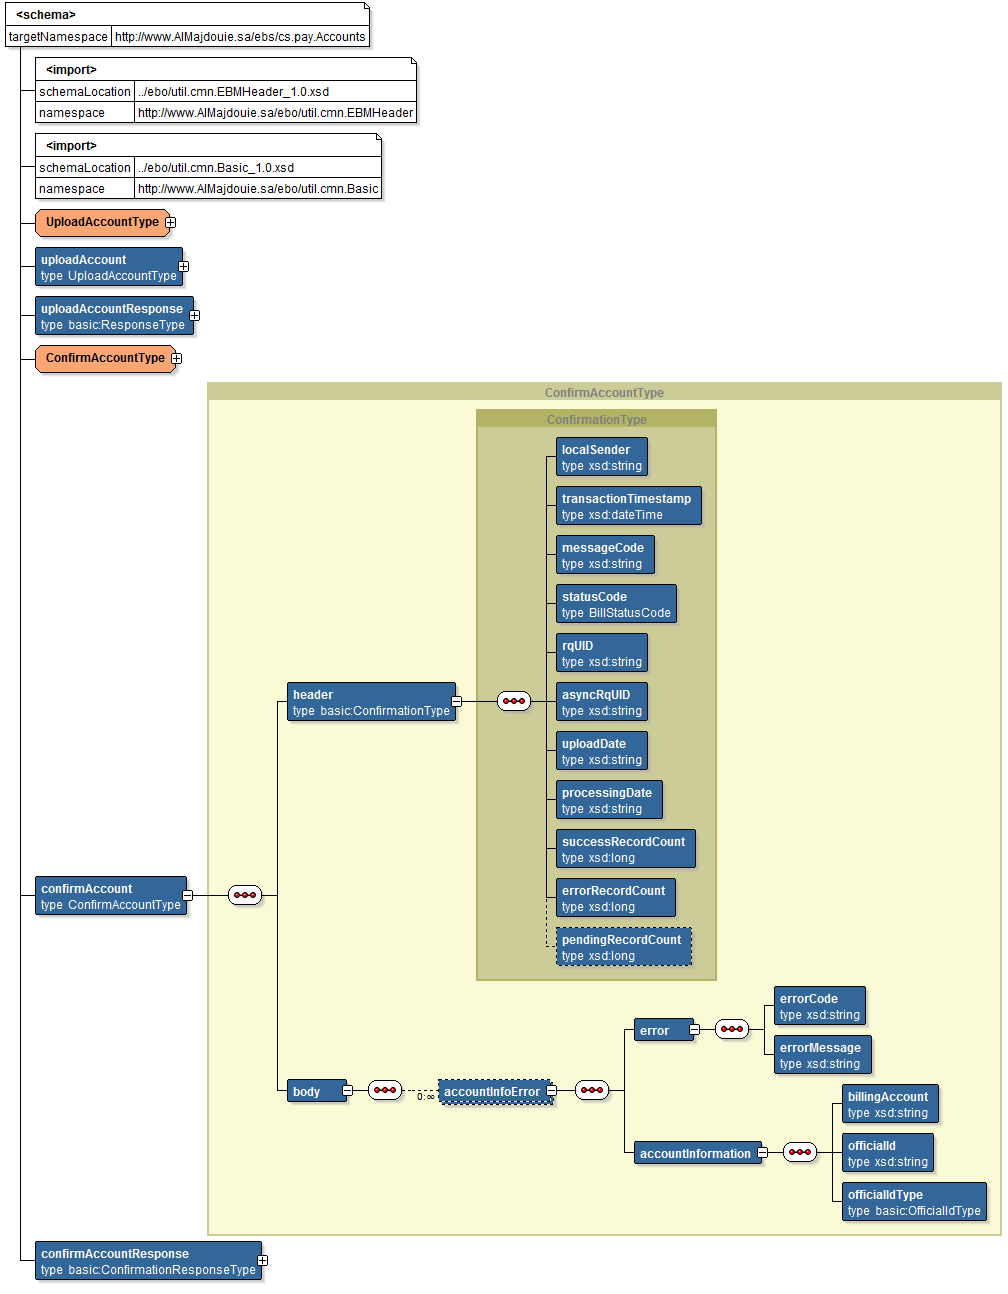 <schema>
targetNamespace http://www.AlMajdouie.sa/ebs/cs.pay.Accounts
<import>
schemaLocation ../ebo/util.cmn.EBMHeader_1.0.xsd
namespace http://www.AlMajdouie.sa/ebo/util.cmn.EBMHeader
<import>
schemaLocation ../ebo/util.cmn.Basic_1.0.xsd
namespace http://www.AlMajdouie.sa/ebo/util.cmn.Basic
UploadAccountType
uploadAccount
type UploadAccountType
uploadAccountResponse
type basic:ResponseType
ConfirmAccountType
ConfirmAccountType
ConfirmationType
localSender
type xsd:string
transactionTimestamp
type xsd:dateTime
messageCode
type xsd:string
statusCode
type BillStatusCode
rqUID
type xsd:string
header
type basic:ConfirmationType
asyncRqUID
type xsd:string
uploadDate
type xsd:string
processingDate
type xsd:string
successRecordCount
type xsd:long
confirmAccount
type ConfirmAccountType
errorRecordCount
type xsd:long
pendingRecordCount
type xsd:long
errorCode
type xsd:string
error
errorMessage
type xsd:string
body
0:∞
accountInfoError
billingAccount
type xsd:string
accountInformation
officialId
type xsd:string
officialIdType
type basic:OfficialIdType
confirmAccountResponse
type basic:ConfirmationResponseType